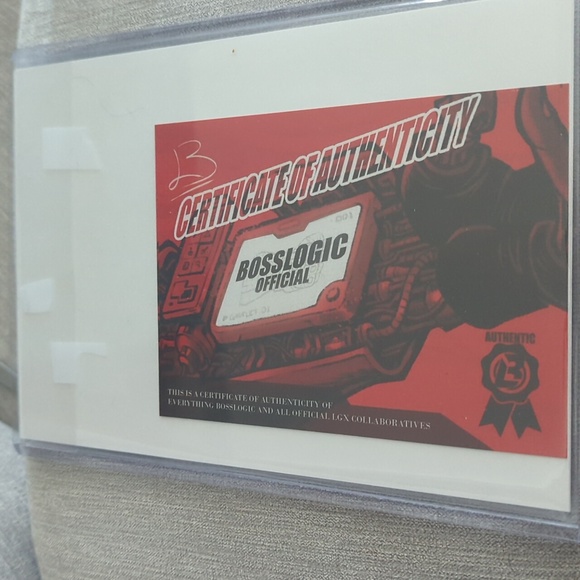 CERTIFICATE OF AUTHENTICITY
001
BOSSLOGIC
OFFICIAL
AUTHENTIC
THIS IS A CERTIFICATE OF AUTHENTICITY OF
EVERYTHING BOSSLOGIC AND ALL OFFICIAL LGX COLLABORATIVES